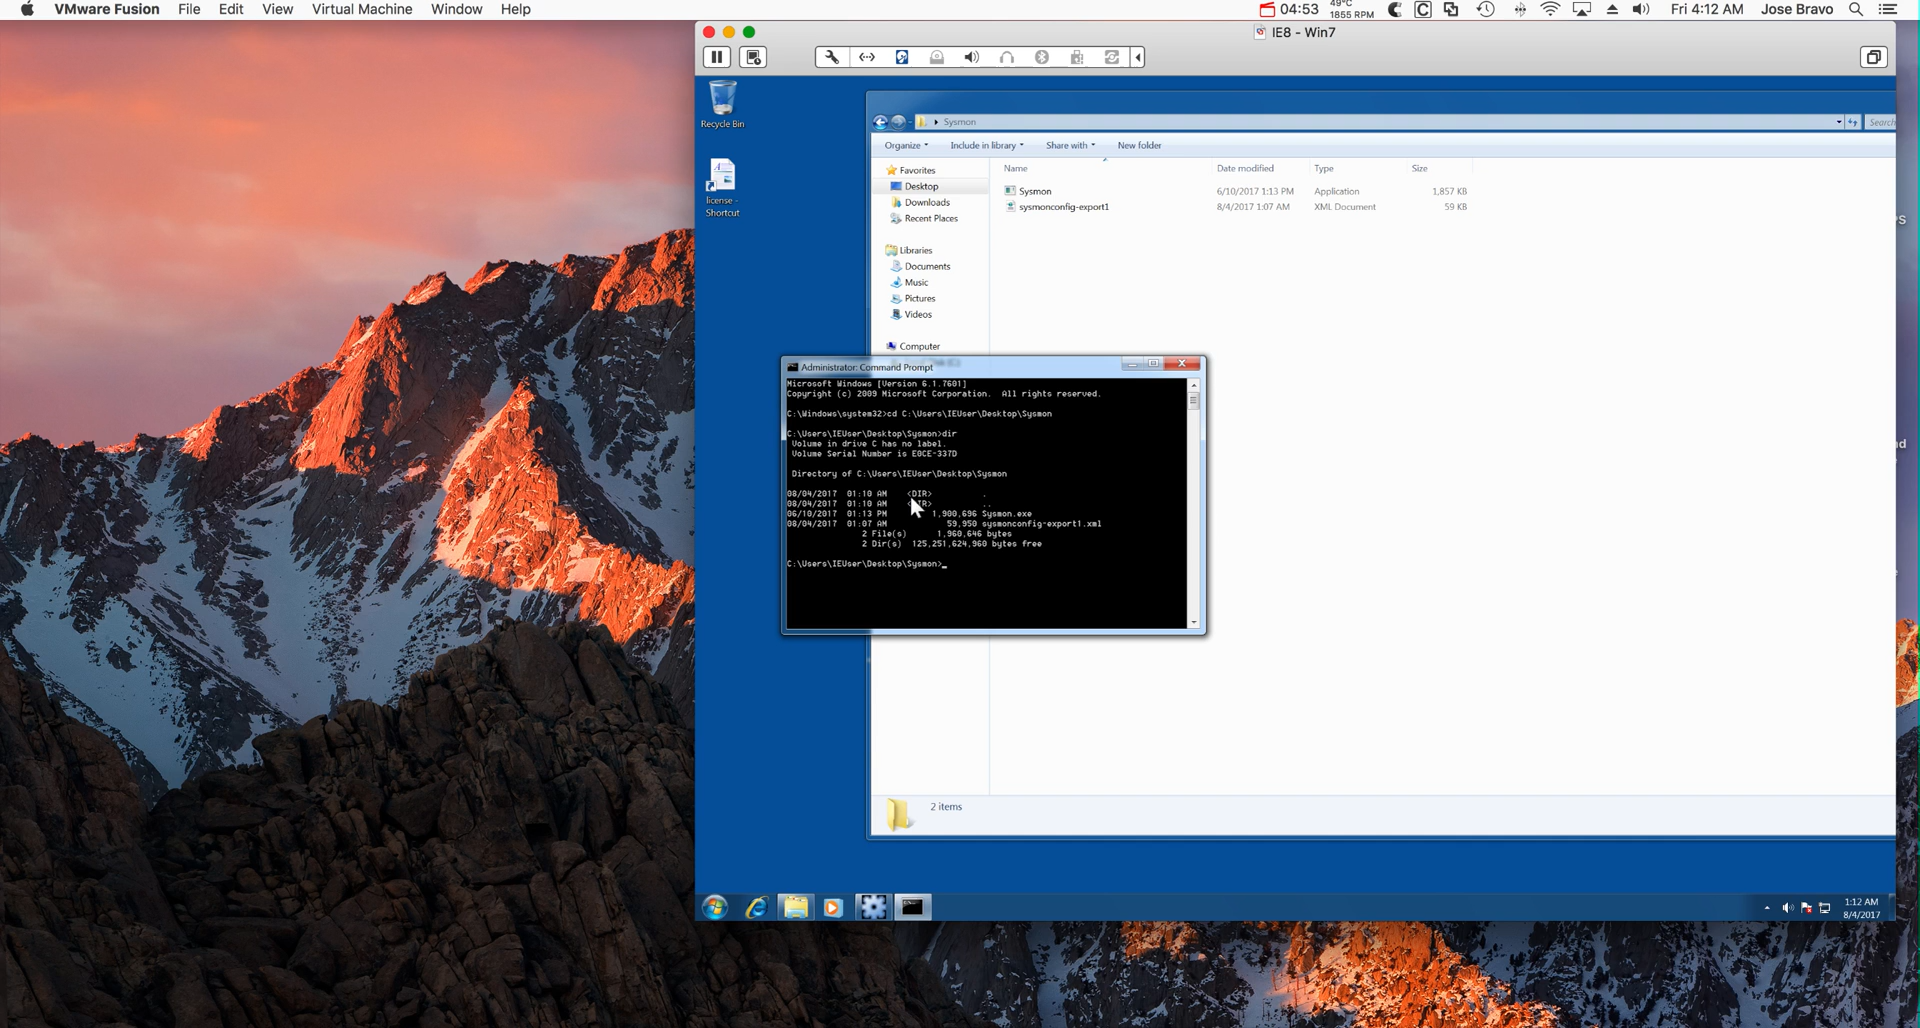 VMware Fusion File Edit View Virtual Machine Window Help
04:53 49°C 1855 RPM Fri 4:12 AM Jose Bravo
IE8 - Win7
Recycle Bin
license - Shortcut
Sysmon
Search
Organize Include in library Share with New folder
Name Date modified Type Size
Sysmon 6/10/2017 1:13 PM Application 1,857 KB
sysmonconfig-export1 8/4/2017 1:07 AM XML Document 59 KB
Favorites
Desktop
Downloads
Recent Places
Libraries
Documents
Music
Pictures
Videos
Computer
Administrator: Command Prompt
Microsoft Windows [Version 6.1.7601]
Copyright (c) 2009 Microsoft Corporation. All rights reserved.
C:\Windows\system32>cd C:\Users\IEUser\Desktop\Sysmon
C:\Users\IEUser\Desktop\Sysmon>dir
Volume in drive C has no label.
Volume Serial Number is E0CE-337D
Directory of C:\Users\IEUser\Desktop\Sysmon
08/04/2017 01:10 AM <DIR> .
08/04/2017 01:10 AM <DIR> ..
06/10/2017 01:13 PM 1,900,696 Sysmon.exe
08/04/2017 01:07 AM 59,950 sysmonconfig-export1.xml
2 File(s) 1,960,646 bytes
2 Dir(s) 125,251,624,960 bytes free
C:\Users\IEUser\Desktop\Sysmon>_
2 items
1:12 AM
8/4/2017